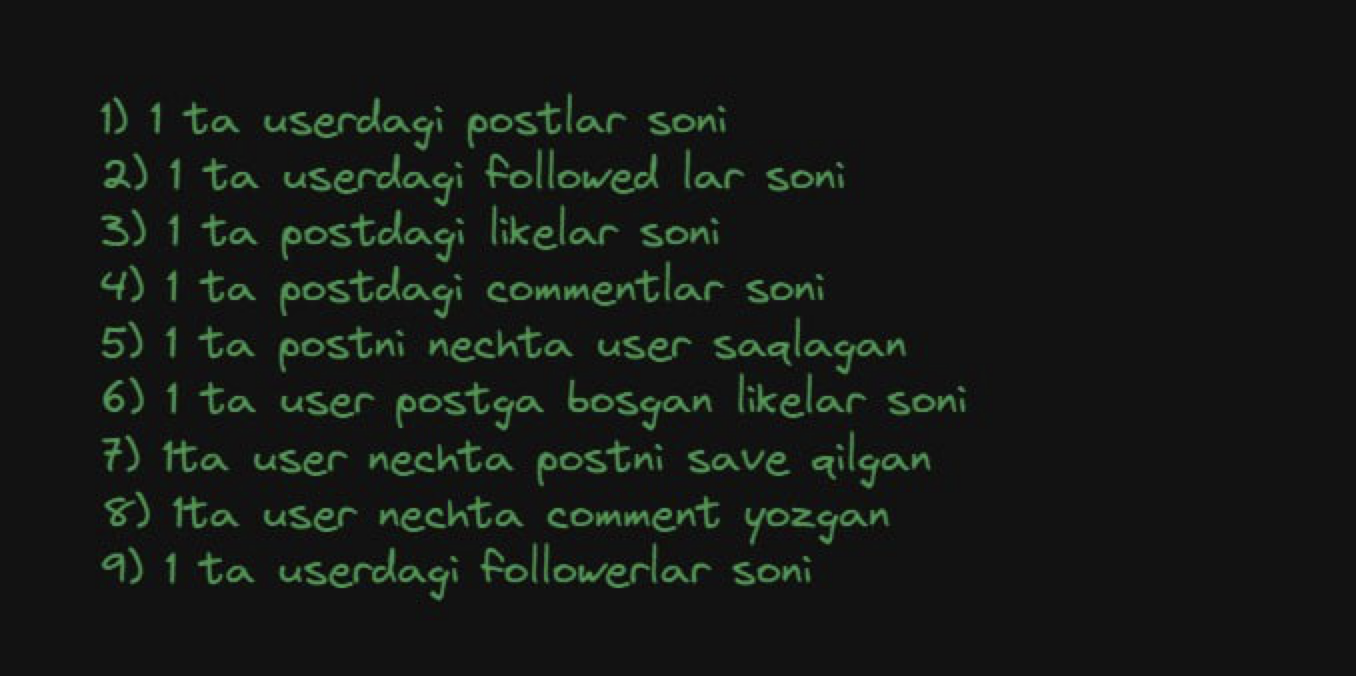 1) 1 ta userdagi postlar soni
2) 1 ta userdagi followed lar soni
3) 1 ta postdagi likelar soni
4) 1 ta postdagi commentlar soni
5) 1 ta postni nechta user saqlagan
6) 1 ta user postga bosgan likelar soni
7) 1ta user nechta postni save qilgan
8) 1ta user nechta comment yozgan
9) 1 ta userdagi followerlar soni